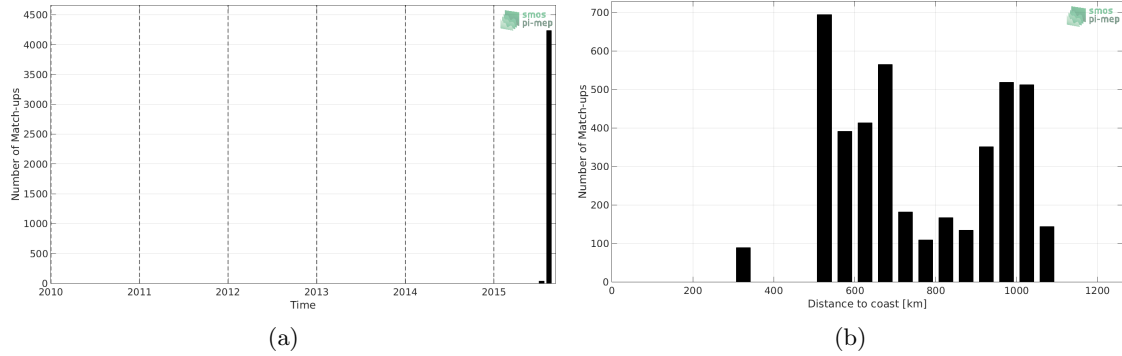 4500
4000
3500
3000
2500
2000
1500
1000
500
0
Number of Match-ups
2010 2011 2012 2013 2014 2015
Time
smos
pi-mep
(a)
700
600
500
400
300
200
100
0
Number of Match-ups
0 200 400 600 800 1000 1200
Distance to coast [km]
smos
pi-mep
(b)